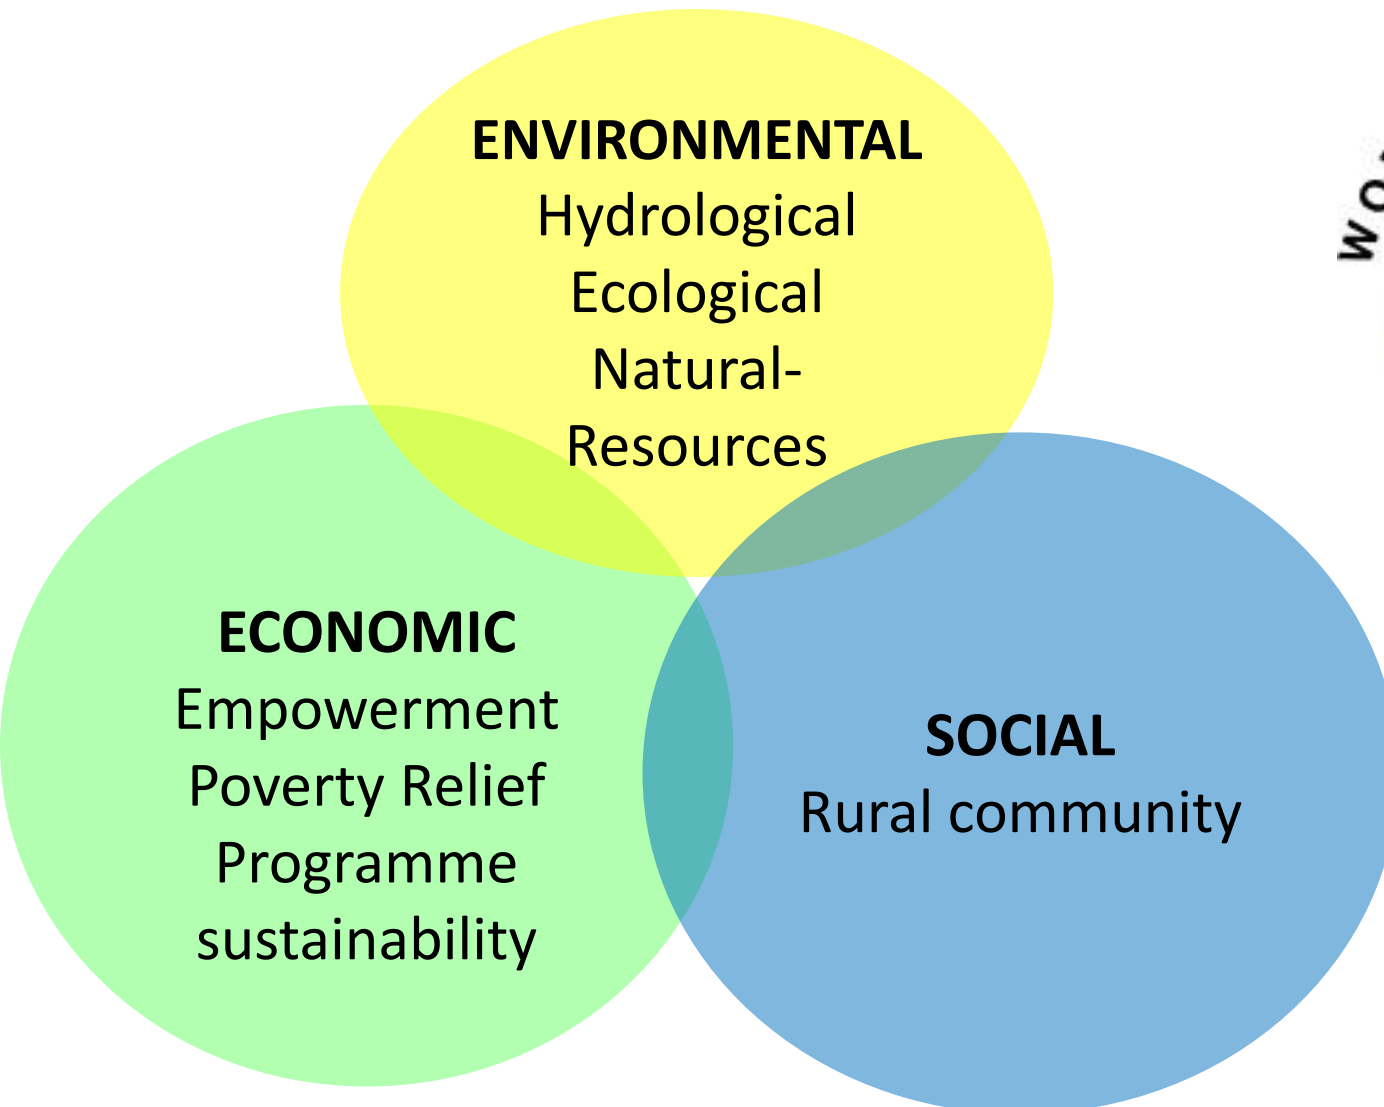 ENVIRONMENTAL
Hydrological
Ecological
Natural-
Resources
ECONOMIC
Empowerment
Poverty Relief
Programme
sustainability
SOCIAL
Rural community